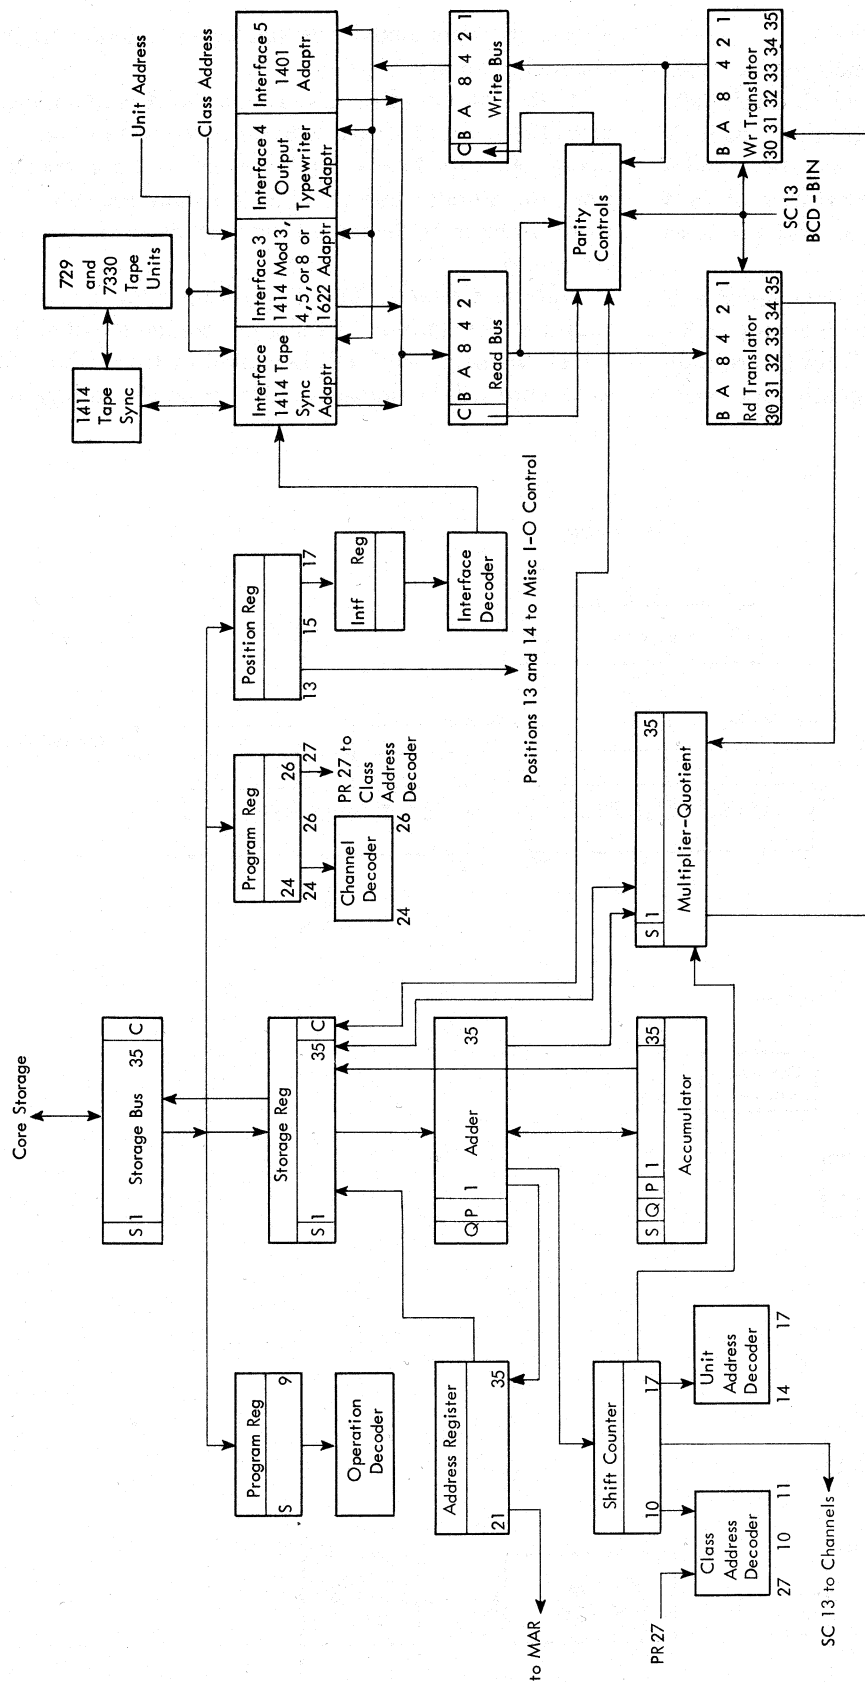 Core Storage
S 1 35 C
Storage Bus
Program Reg
S 9
Operation
Decoder
Storage Reg
S 1 35 C
Program Reg
24 26
24 26 27
Channel
Decoder
24 26
PR 27 to
Class
Address
Decoder
Position Reg
13 15 17
Intf Reg
Interface
Decoder
Positions 13 and 14 to Misc I-O Control
1414
Tape
Sync
729
and
7330 Tape
Units
Unit Address
Class Address
Interface
1414 Tape
Sync
Adaptr
Interface 3
1414 Mod 3,
4,5, or 8 or
1622 Adaptr
Interface 4
Output
Typewriter
Adaptr
Interface 5
1401
Adaptr
Address Register
21 35
to MAR
Adder
Q P 1 35
C B A 8 4 2 1
Read Bus
C B A 8 4 2 1
Write Bus
Parity
Controls
Shift Counter
10 17
PR 27
Class
Address
Decoder
27 10 11
Unit
Address
Decoder
14 17
SC 13 to Channels
S Q P 1 35
Accumulator
S 1 35
Multiplier-Quotient
B A 8 4 2 1
Rd Translator
30 31 32 33 34 35
SC 13
BCD-BIN
B A 8 4 2 1
Wr Translator
30 31 32 33 34 35